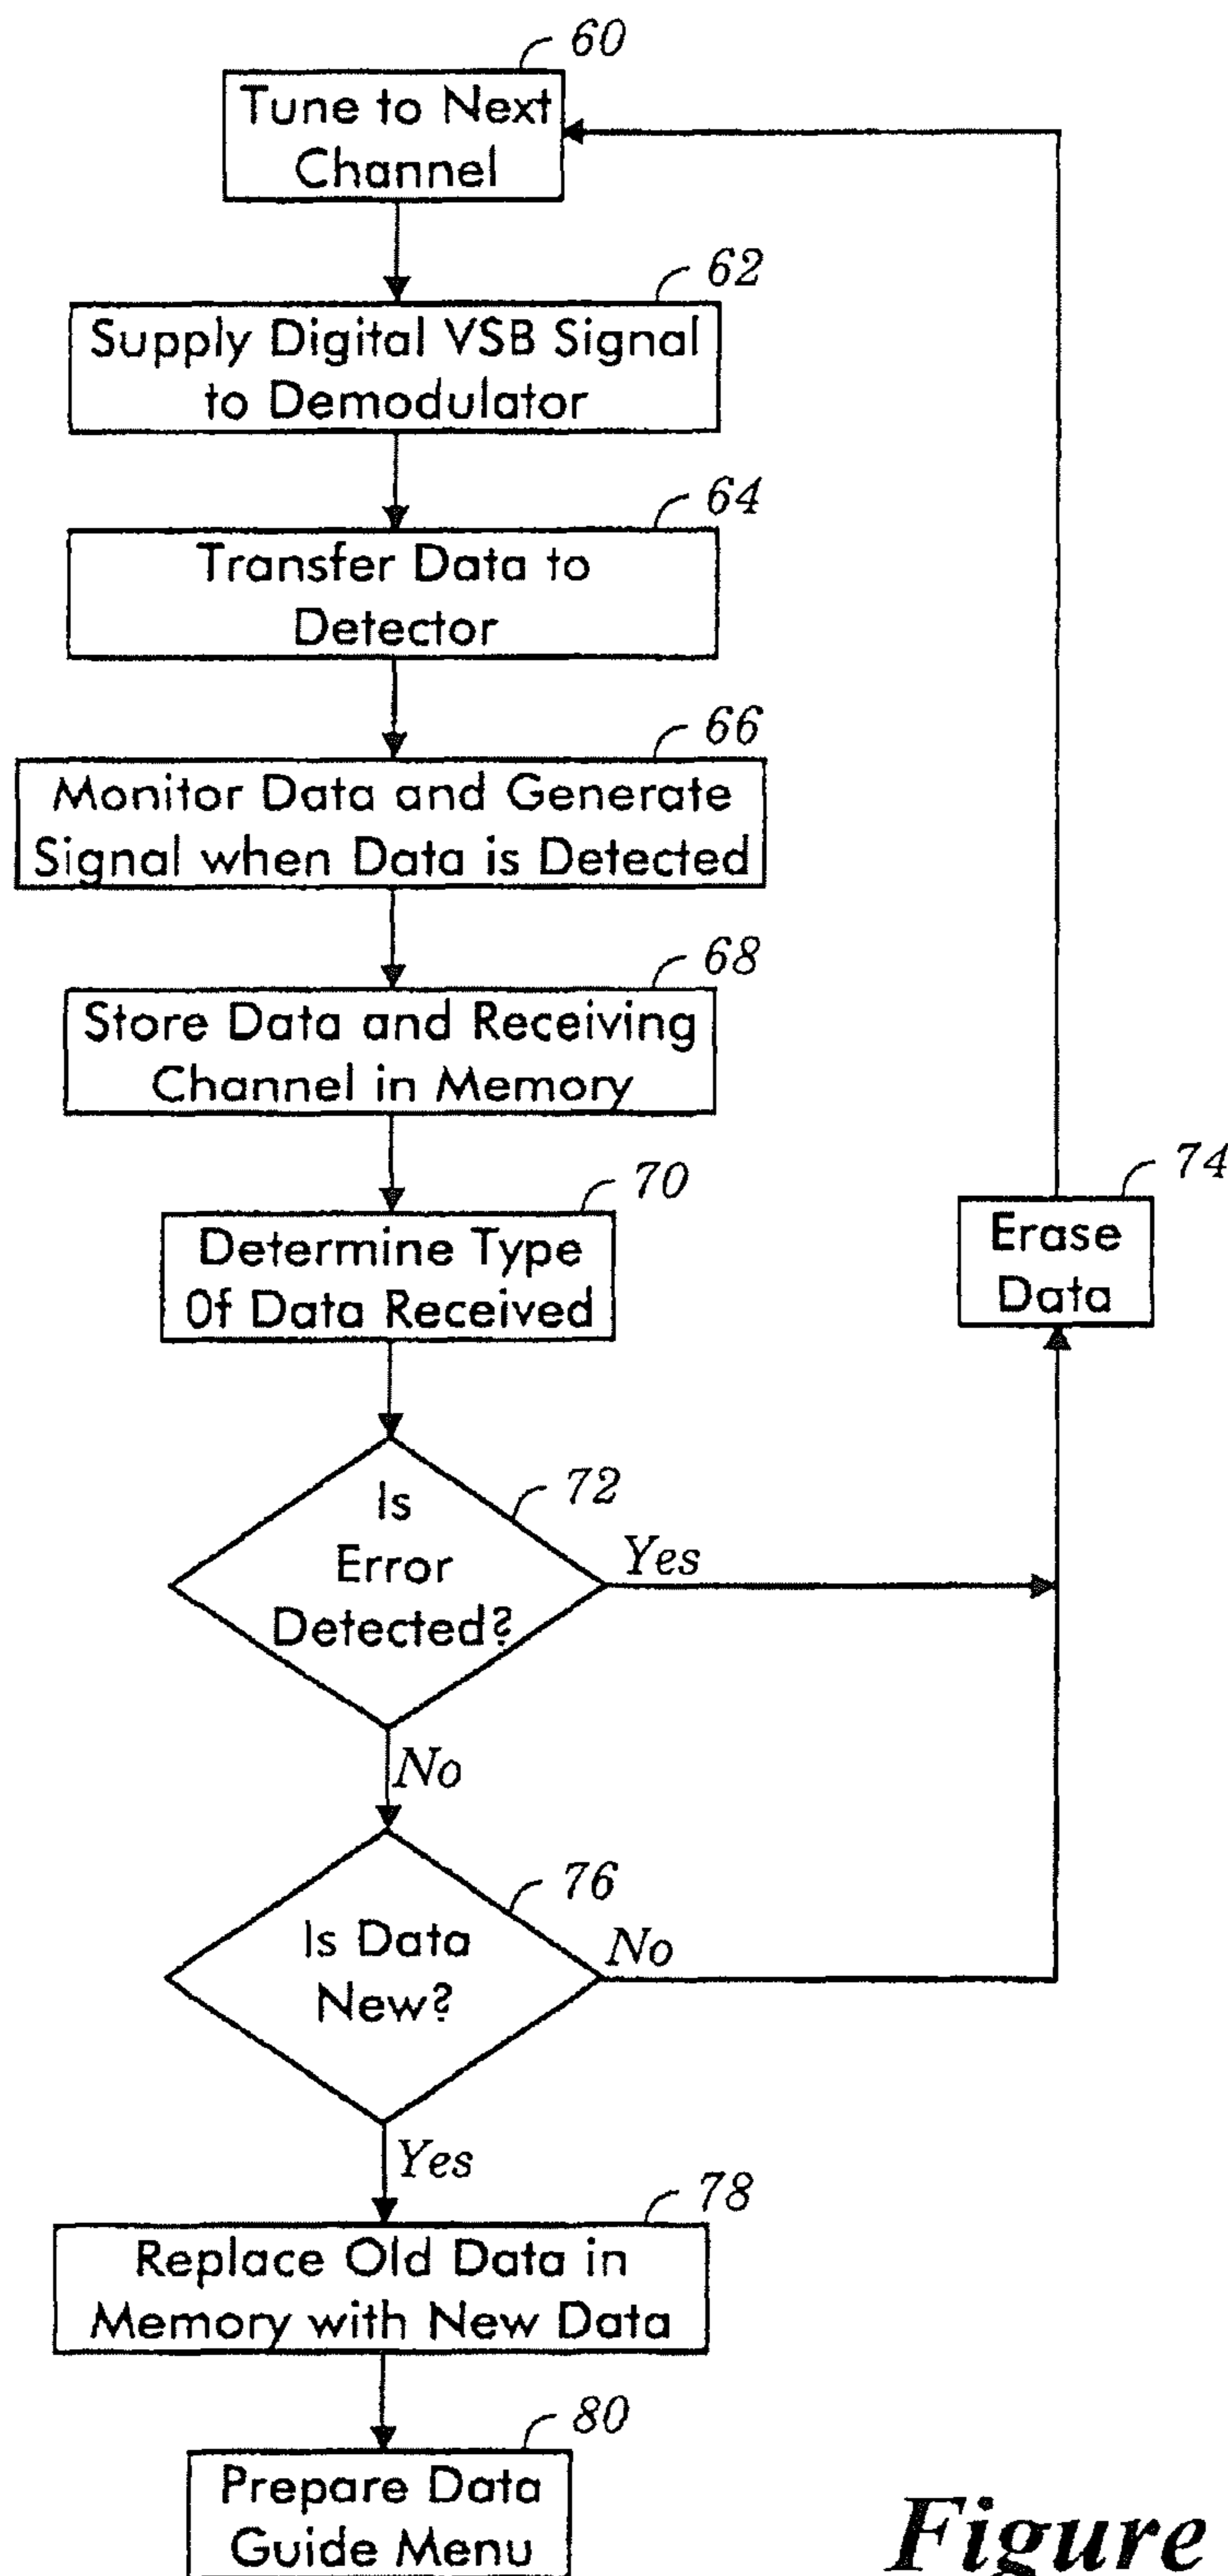 60
Tune to Next
Channel
62
Supply Digital VSB Signal
to Demodulator
64
Transfer Data to
Detector
66
Monitor Data and Generate
Signal when Data is Detected
68
Store Data and Receiving
Channel in Memory
70
Determine Type
Of Data Received
74
Erase
Data
72
Is
Error
Detected?
Yes
No
76
Is Data
New?
No
Yes
78
Replace Old Data in
Memory with New Data
80
Prepare Data
Guide Menu
Figure